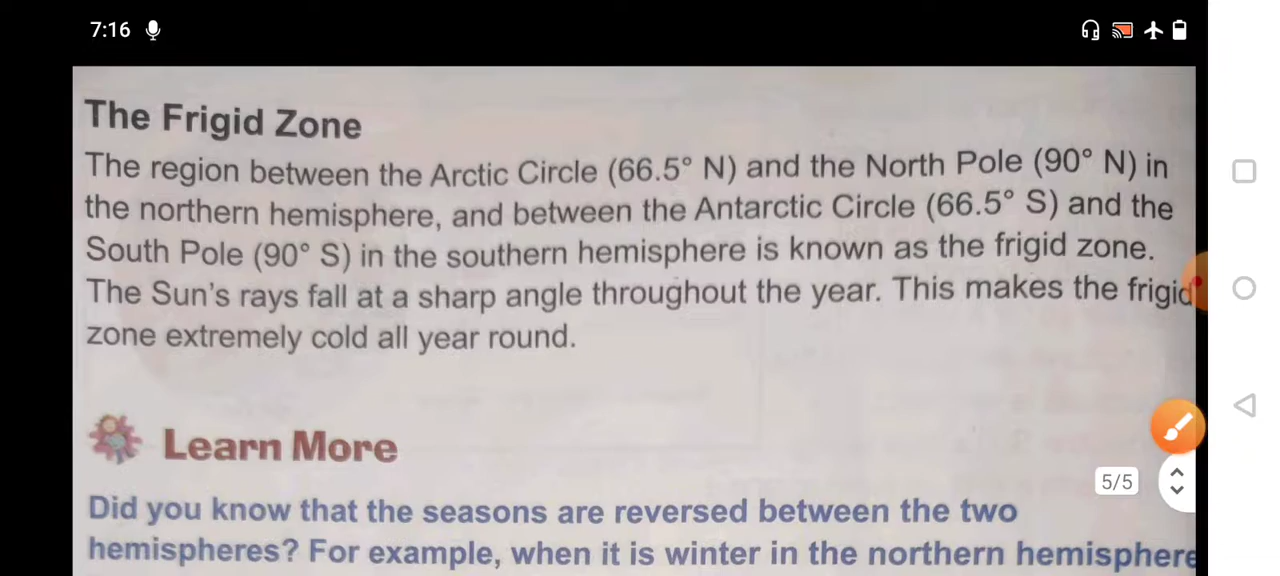 7:16
The Frigid Zone
The region between the Arctic Circle (66.5° N) and the North Pole (90° N) in
the northern hemisphere, and between the Antarctic Circle (66.5° S) and the
South Pole (90° S) in the southern hemisphere is known as the frigid zone.
The Sun's rays fall at a sharp angle throughout the year. This makes the frigid
zone extremely cold all year round.
Learn More
5/5
Did you know that the seasons are reversed between the two
hemispheres? For example, when it is winter in the northern hemisphere